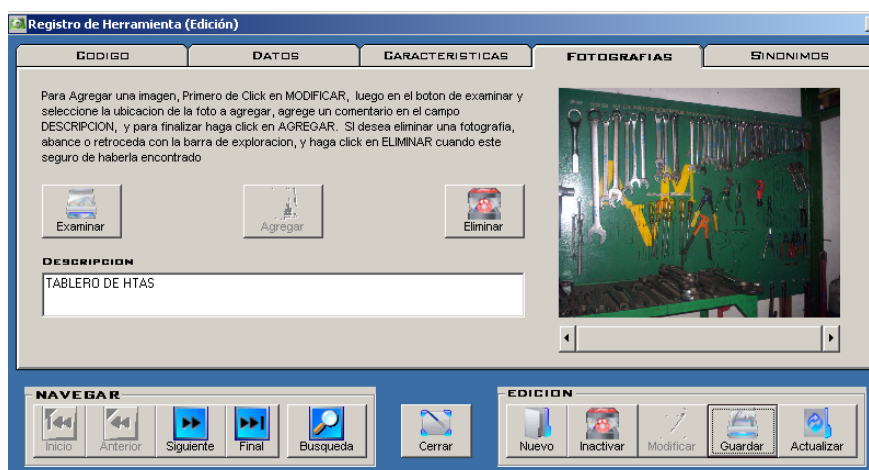 Registro de Herramienta (Edición)
CODIGO DATOS CARACTERISTICAS FOTOGRAFIAS SINONIMOS
Para Agregar una imagen, Primero de Click en MODIFICAR, luego en el boton de examinar y
seleccione la ubicacion de la foto a agregar, agrege un comentario en el campo
DESCRIPCION, y para finalizar haga click en AGREGAR. SI desea eliminar una fotografia,
abance o retroceda con la barra de exploracion, y haga click en ELIMINAR cuando este
seguro de haberla encontrado
Examinar Agregar Eliminar
DESCRIPCION
TABLERO DE HTAS
NAVEGAR
Inicio Anterior Siguiente Final Busqueda
Cerrar
EDICION
Nuevo Inactivar Modificar Guardar Actualizar